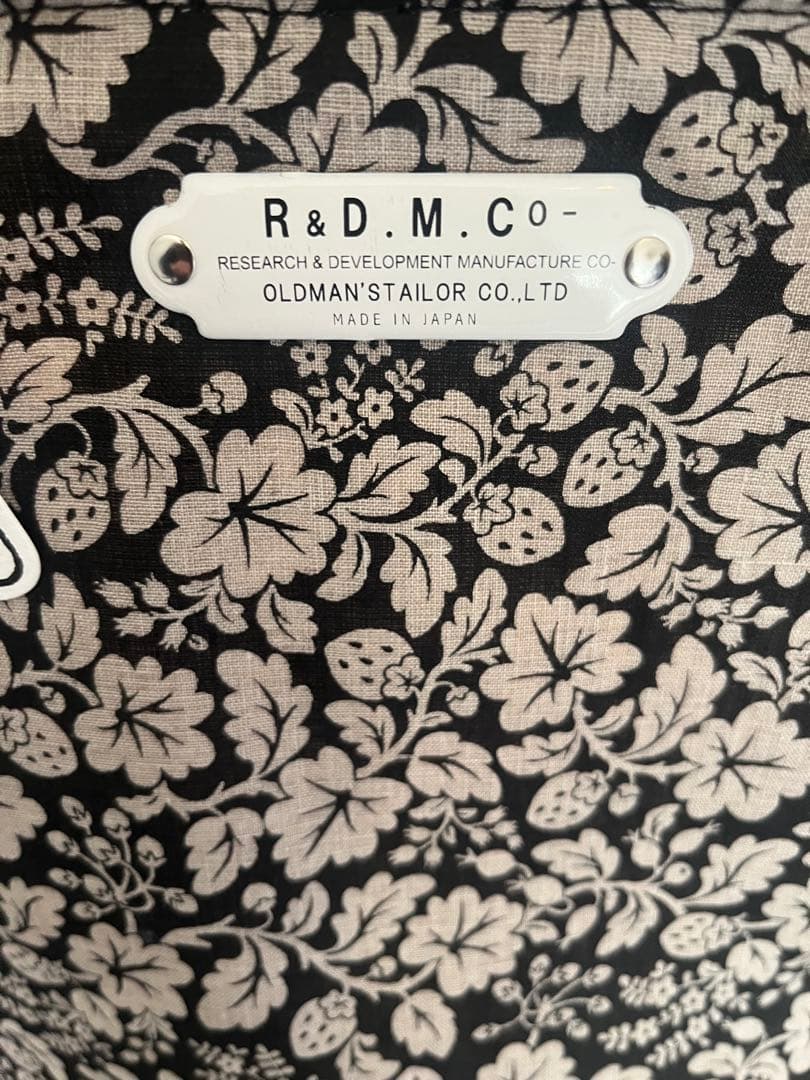 R & D . M . Co -
RESEARCH & DEVELOPMENT MANUFACTURE CO-
OLDMAN'STAILOR CO.,LTD
MADE IN JAPAN